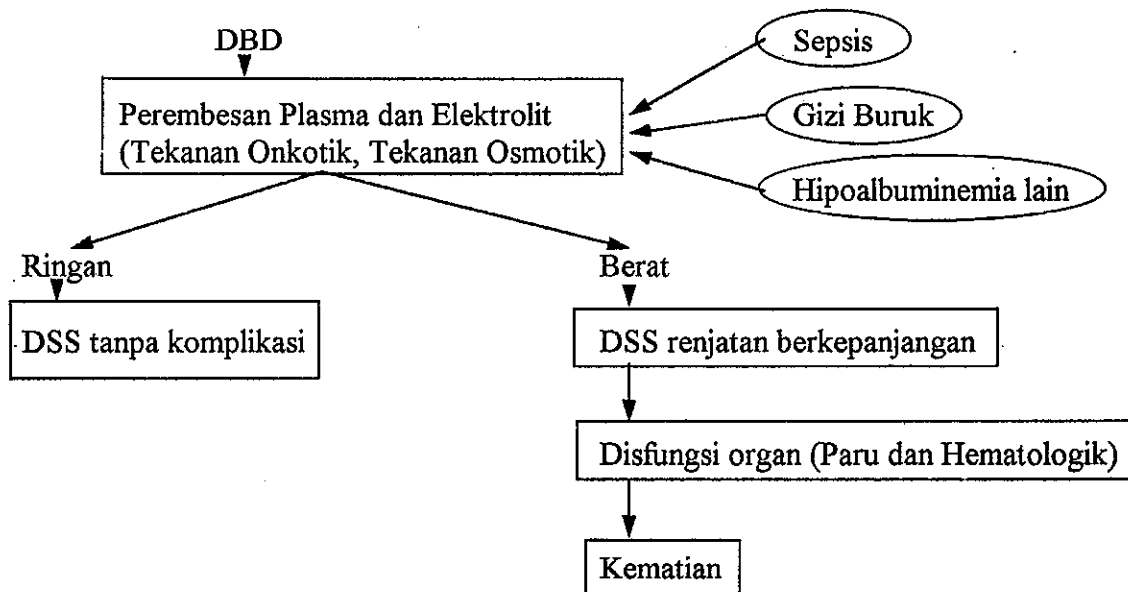 DBD
Sepsis
Perembesan Plasma dan Elektrolit
(Tekanan Onkotik, Tekanan Osmotik)
Gizi Buruk
Hipoalbuminemia lain
Ringan
Berat
DSS tanpa komplikasi
DSS renjatan berkepanjangan
Disfungsi organ (Paru dan Hematologik)
Kematian